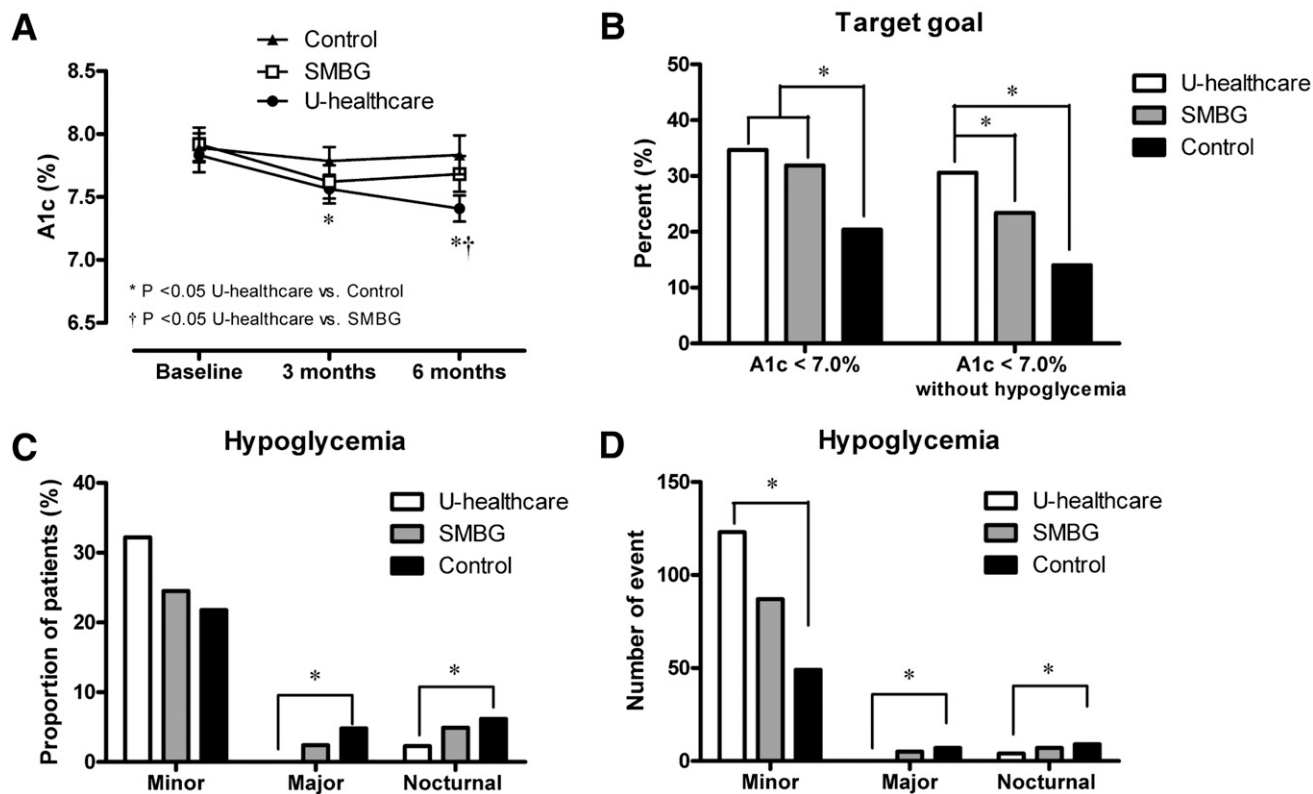 A
Control
SMBG
U-healthcare
8.5
8.0
7.5
7.0
6.5
A1c (%)
*
*†
* P <0.05 U-healthcare vs. Control
† P <0.05 U-healthcare vs. SMBG
Baseline 3 months 6 months
B
Target goal
50
40
30
20
10
0
Percent (%)
*
*
*
U-healthcare
SMBG
Control
A1c < 7.0%
A1c < 7.0%
without hypoglycemia
C
Hypoglycemia
40
30
20
10
0
Proportion of patients (%)
U-healthcare
SMBG
Control
*
*
Minor Major Nocturnal
D
Hypoglycemia
150
100
50
0
Number of event
*
U-healthcare
SMBG
Control
*
*
Minor Major Nocturnal